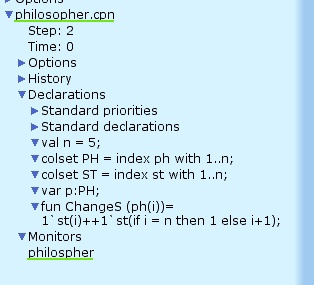 Options
philosopher.cpn
Step: 2
Time: 0
Options
History
Declarations
Standard priorities
Standard declarations
val n = 5;
colset PH = index ph with 1..n;
colset ST = index st with 1..n;
var p:PH;
fun ChangeS (ph(i))=
1`st(i)++1`st(if i = n then 1 else i+1);
Monitors
philospher